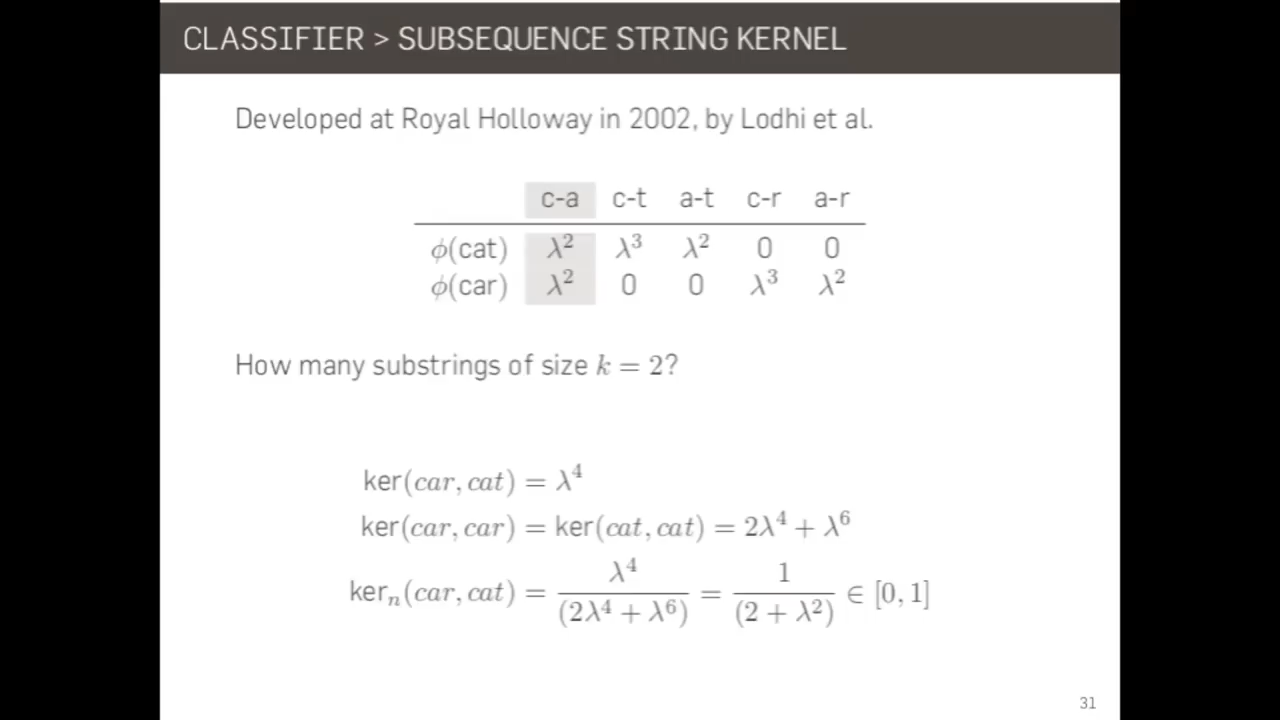 CLASSIFIER > SUBSEQUENCE STRING KERNEL
Developed at Royal Holloway in 2002, by Lodhi et al.
c-a c-t a-t c-r a-r
ϕ(cat) λ² λ³ λ² 0 0
ϕ(car) λ² 0 0 λ³ λ²
How many substrings of size k = 2?
ker(car, cat) = λ⁴
ker(car, car) = ker(cat, cat) = 2λ⁴ + λ⁶
kerₙ(car, cat) = λ⁴ / (2λ⁴ + λ⁶) = 1 / (2 + λ²) ∈ [0, 1]
31